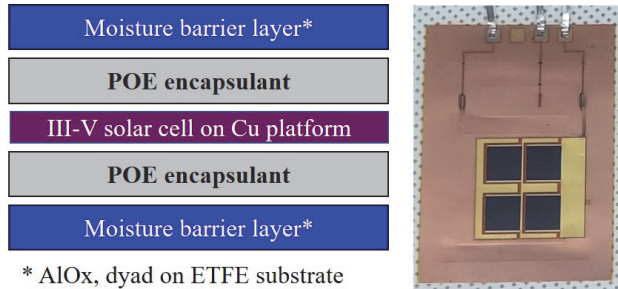 Moisture barrier layer*
POE encapsulant
III-V solar cell on Cu platform
POE encapsulant
Moisture barrier layer*
* AlOx, dyad on ETFE substrate